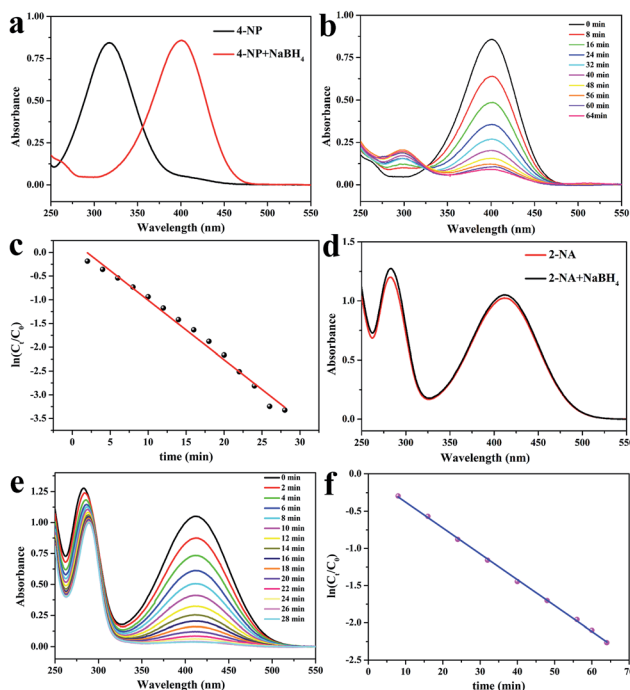 a
4-NP
4-NP+NaBH4
0.00
0.25
0.50
0.75
1.00
Absorbance
250 300 350 400 450 500 550
Wavelength (nm)
b
0 min
8 min
16 min
24 min
32 min
40 min
48 min
56 min
60 min
64min
0.00
0.25
0.50
0.75
1.00
Absorbance
250 300 350 400 450 500 550
Wavelength (nm)
c
0.0
-0.5
-1.0
-1.5
-2.0
-2.5
-3.0
-3.5
ln(Ct/C0)
0 5 10 15 20 25 30
time (min)
d
2-NA
2-NA+NaBH4
0.0
0.5
1.0
1.5
Absorbance
250 300 350 400 450 500 550
Wavelength (nm)
e
0 min
2 min
4 min
6 min
8 min
10 min
12 min
14 min
16 min
18 min
20 min
22 min
24 min
26 min
28 min
0.00
0.25
0.50
0.75
1.00
1.25
Absorbance
250 300 350 400 450 500 550
Wavelength (nm)
f
0.0
-0.5
-1.0
-1.5
-2.0
-2.5
ln(Ct/C0)
0 10 20 30 40 50 60 70
time (min)